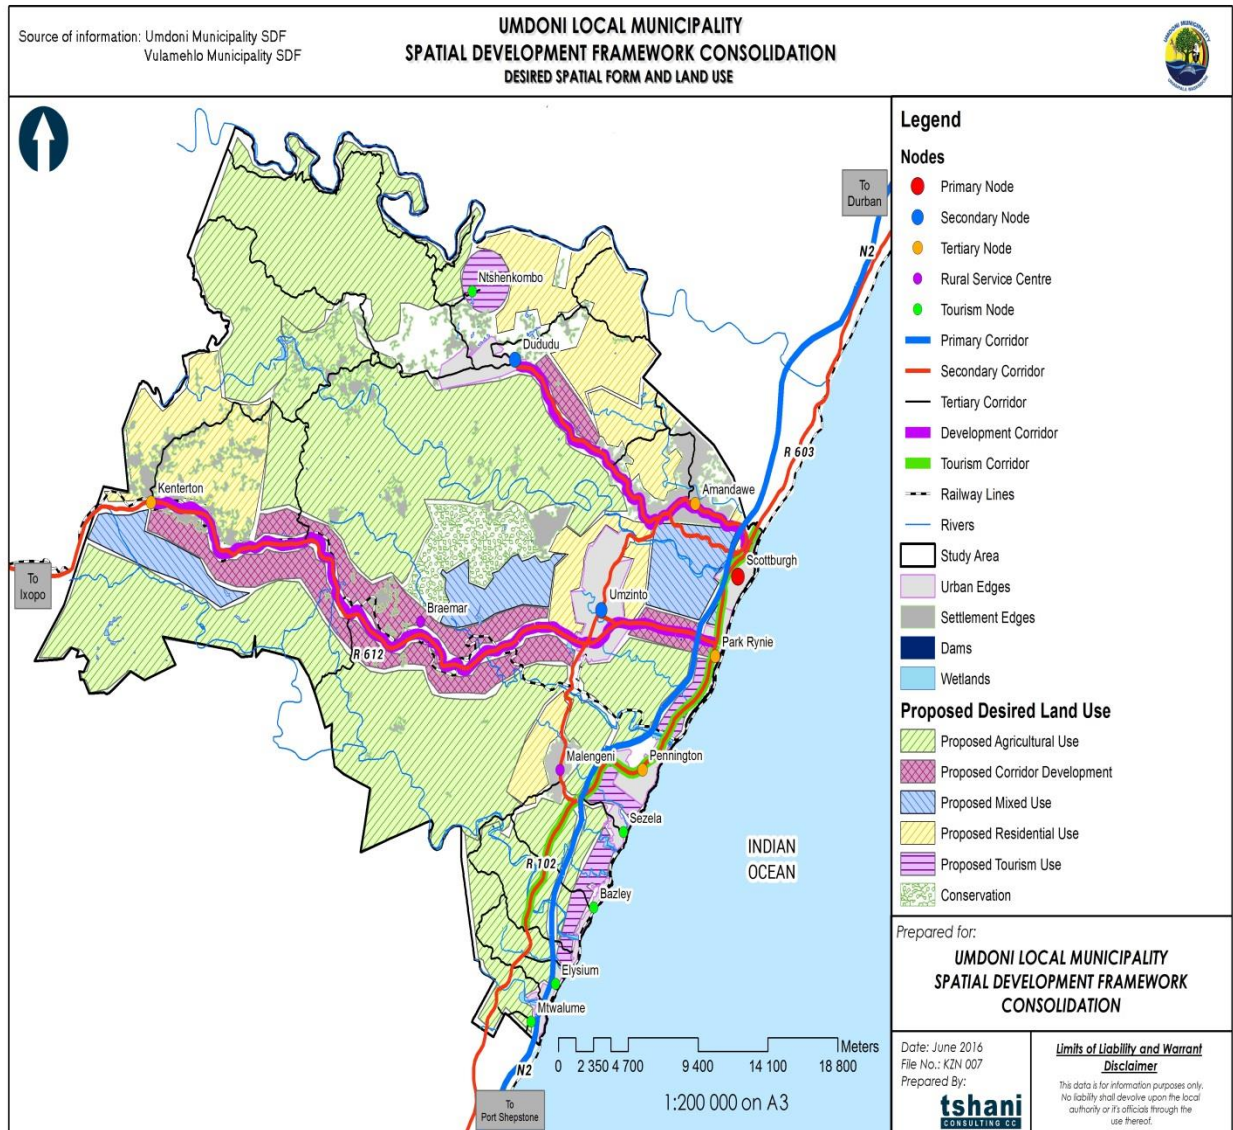 Source of information: Umdoni Municipality SDF
Vulamehlo Municipality SDF
UMDONI LOCAL MUNICIPALITY
SPATIAL DEVELOPMENT FRAMEWORK CONSOLIDATION
DESIRED SPATIAL FORM AND LAND USE
UMDONI MUNICIPALITY
To
Durban
N2
Ntshenkombo
Dududu
R 603
Kenterton
Amandawe
Scottburgh
To
Ixopo
Umzinto
Braemar
Park Rynie
R 612
Malengeni
Pennington
Sezela
INDIAN
OCEAN
R 102
Bazley
Elysium
Mtwalume
N2
To
Port Shepstone
Meters
0 2 350 4 700 9 400 14 100 18 800
1:200 000 on A3
Legend
Nodes
Primary Node
Secondary Node
Tertiary Node
Rural Service Centre
Tourism Node
Primary Corridor
Secondary Corridor
Tertiary Corridor
Development Corridor
Tourism Corridor
Railway Lines
Rivers
Study Area
Urban Edges
Settlement Edges
Dams
Wetlands
Proposed Desired Land Use
Proposed Agricultural Use
Proposed Corridor Development
Proposed Mixed Use
Proposed Residential Use
Proposed Tourism Use
Conservation
Prepared for:
UMDONI LOCAL MUNICIPALITY
SPATIAL DEVELOPMENT FRAMEWORK
CONSOLIDATION
Date: June 2016
File No.: KZN 007
Prepared By:
tshani
CONSULTING CC
Limits of Liability and Warrant
Disclaimer
This data is for information purposes only.
No liability shall devolve upon the local
authority or it's officials through the
use thereof.